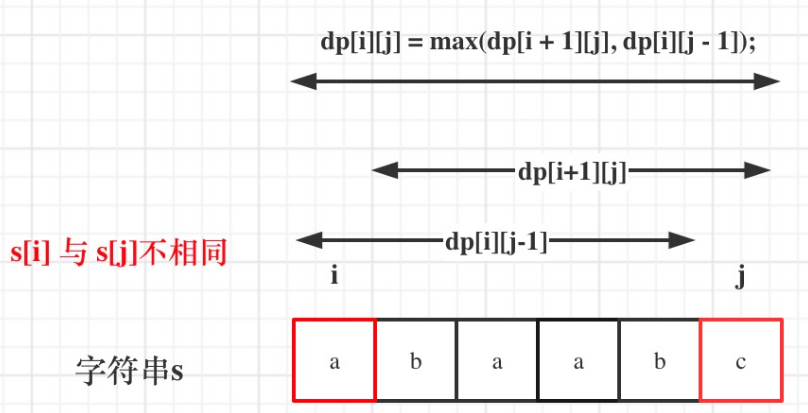 dp[i][j] = max(dp[i + 1][j], dp[i][j - 1]);
dp[i+1][j]
s[i] 与 s[j]不相同
dp[i][j-1]
i
j
字符串s
a b a a b c